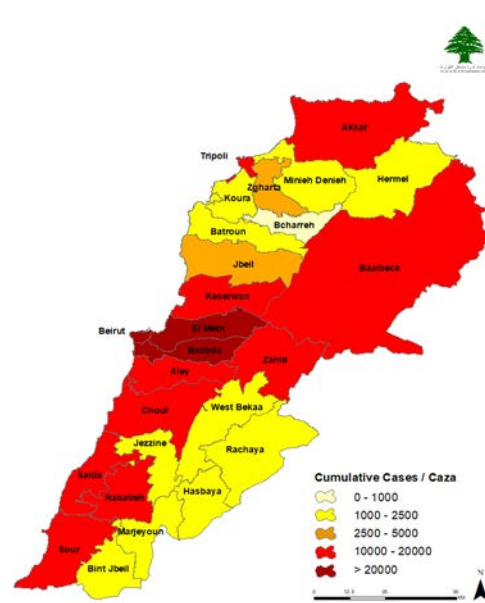 Akkar
Tripoli
Minieh Denieh
Zgharta
Hermel
Koura
Bcharreh
Batroun
Jbeil
Baalbeck
Keserwan
Beirut
El Metn
Baabda
Zahle
Aley
Chouf
West Bekaa
Jezzine
Rachaya
Saida
Nabatieh
Hasbaya
Marjeyoun
Sour
Bint Jbeil
Cumulative Cases / Caza
0 - 1000
1000 - 2500
2500 - 5000
10000 - 20000
> 20000
N